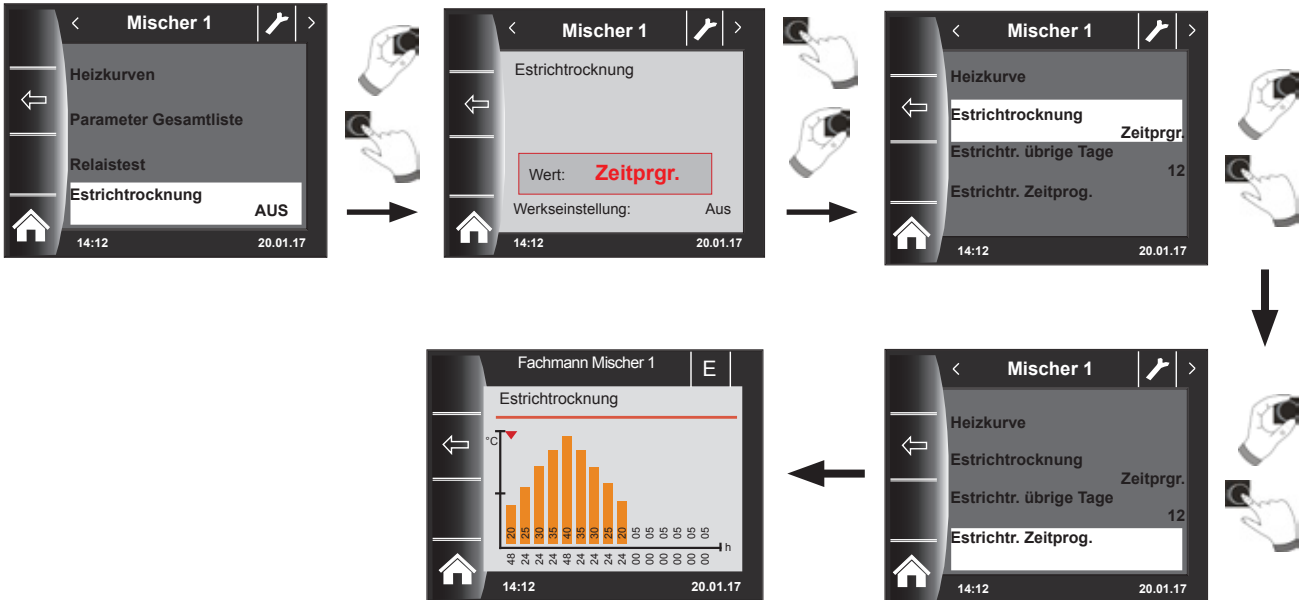 Mischer 1
Heizkurven
Parameter Gesamtliste
Relaistest
Estrichtrocknung
AUS
14:12 20.01.17
Mischer 1
Estrichtrocknung
Wert: Zeitprgr.
Werkseinstellung: Aus
14:12 20.01.17
Mischer 1
Heizkurve
Estrichtrocknung
Zeitprgr.
Estrichtr. übrige Tage
12
Estrichtr. Zeitprog.
14:12 20.01.17
Mischer 1
Heizkurve
Estrichtrocknung
Zeitprgr.
Estrichtr. übrige Tage
12
Estrichtr. Zeitprog.
14:12 20.01.17
Fachmann Mischer 1 E
Estrichtrocknung
°C
20 25 30 35 40 35 30 25 20 05 05 05 05 05 05
h
48 24 24 24 48 24 24 24 24 00 00 00 00 00 00
14:12 20.01.17